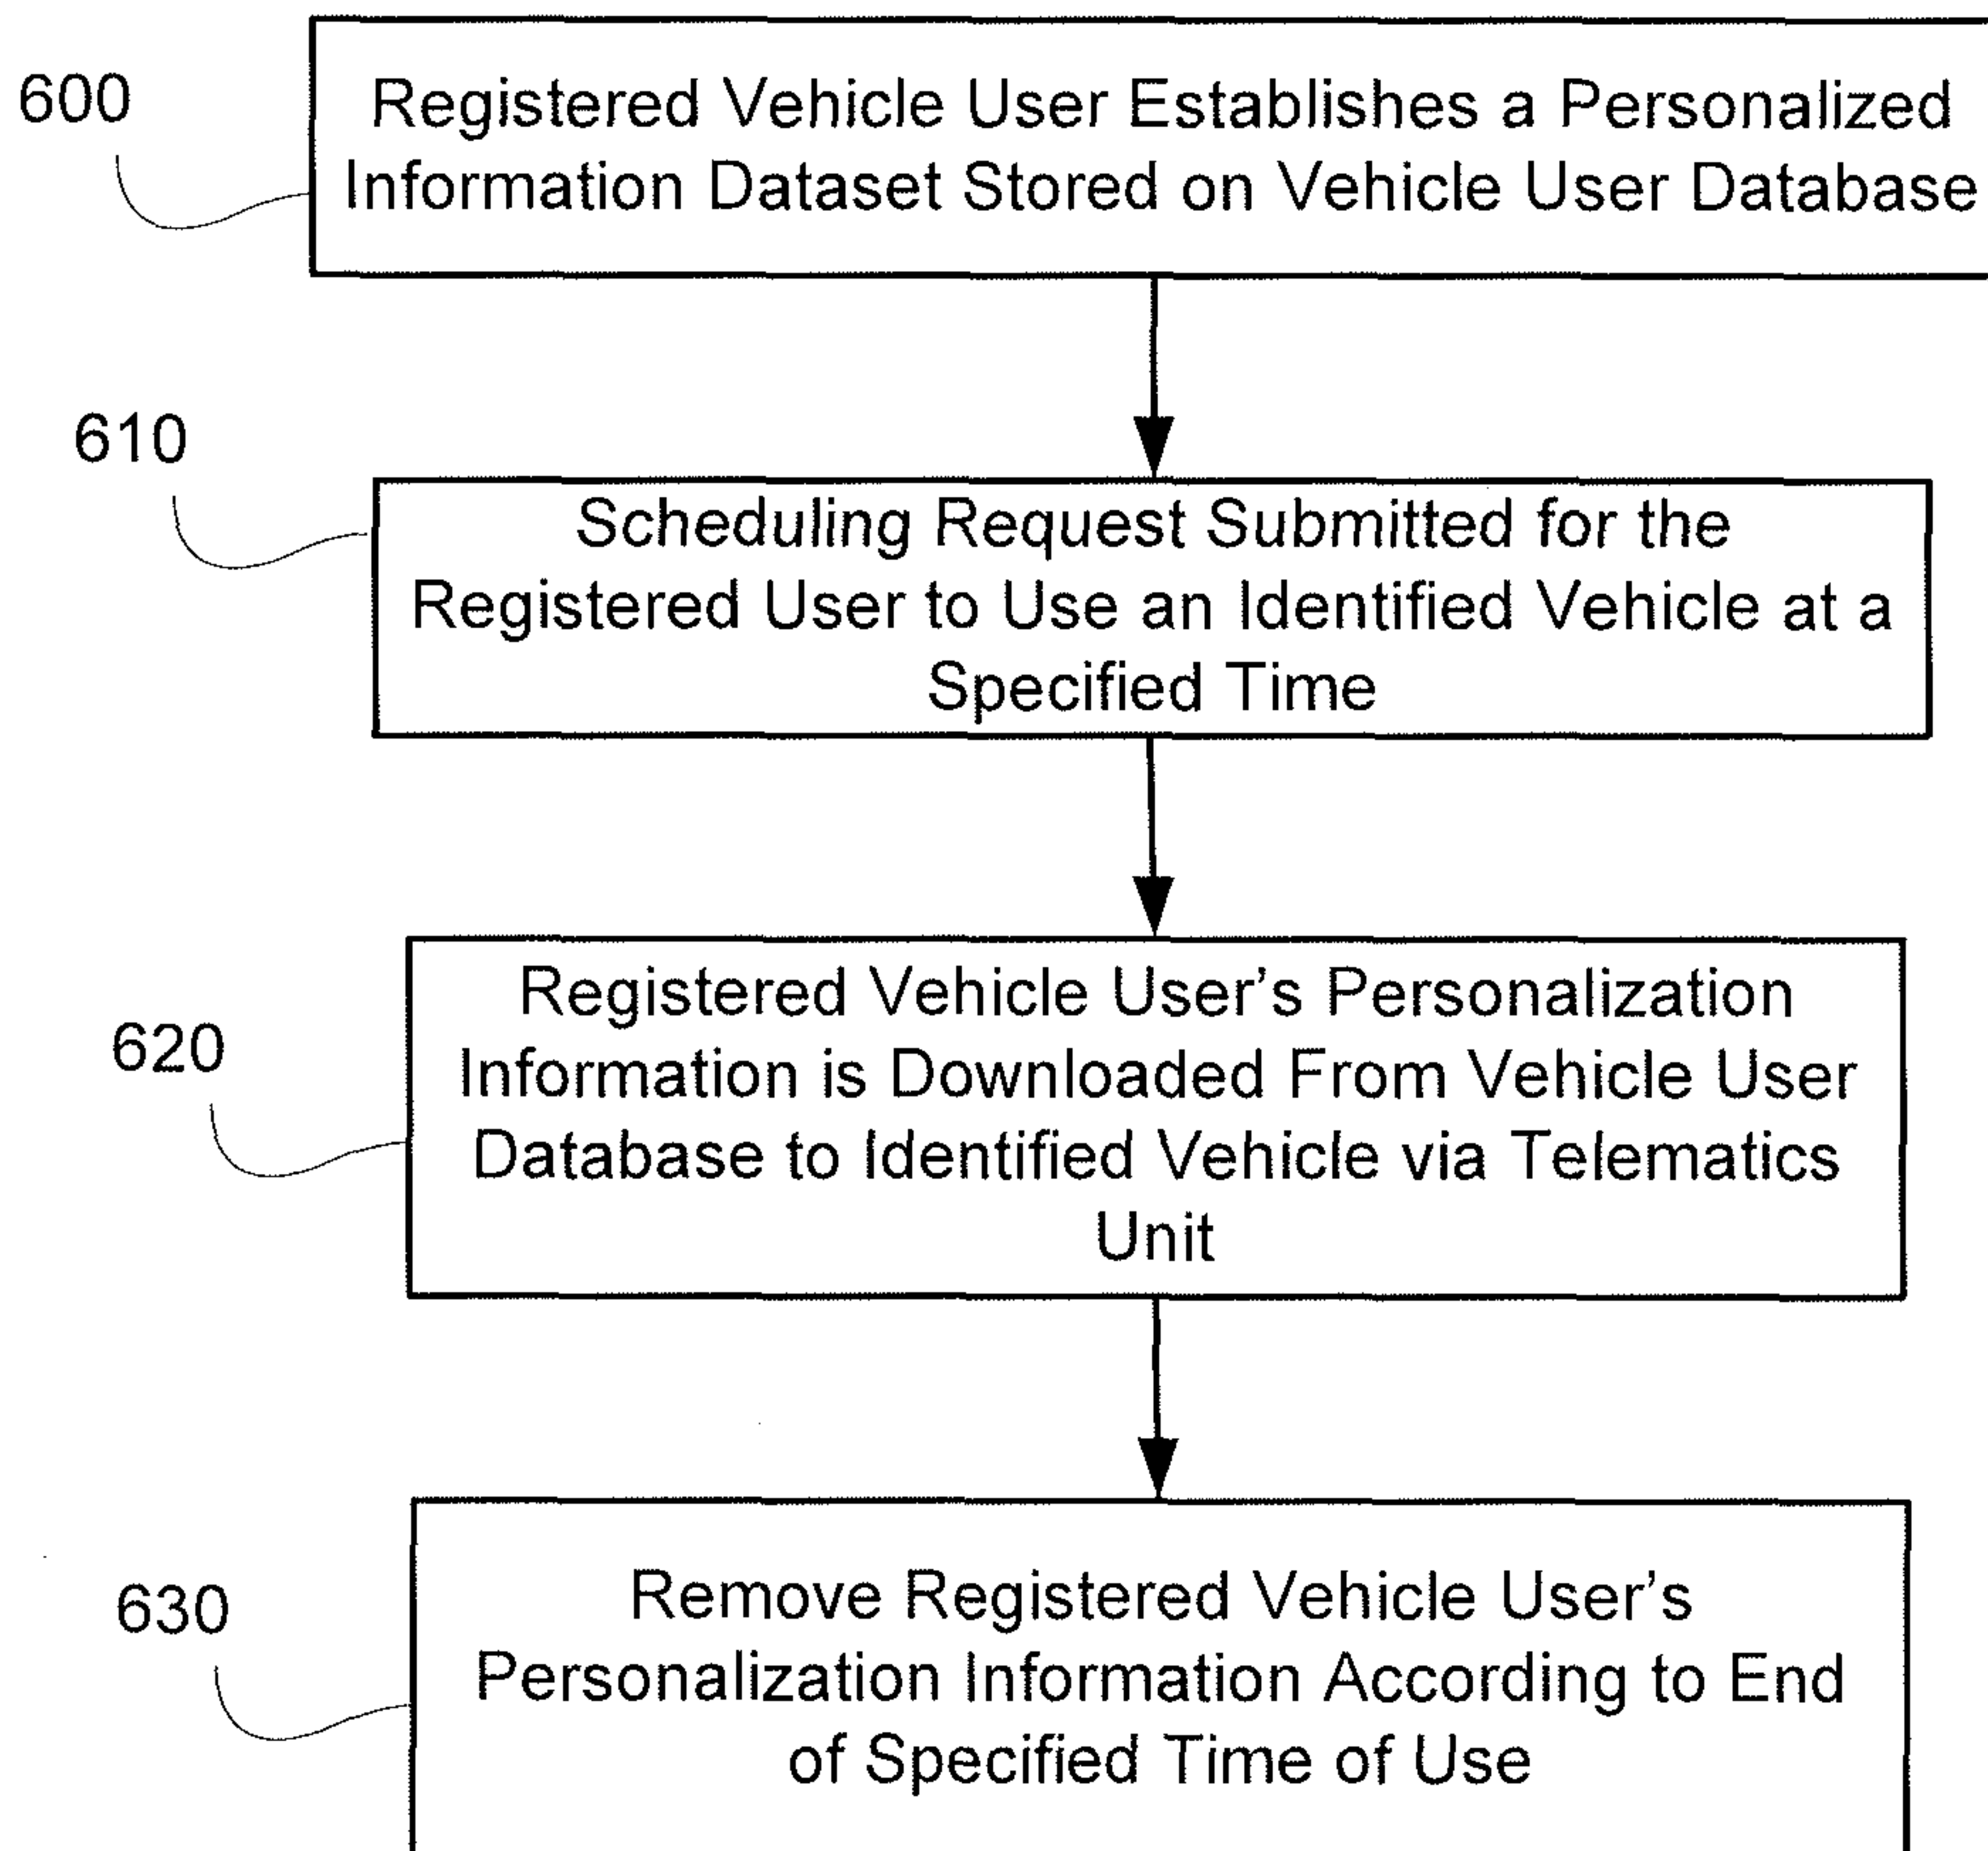 600
Registered Vehicle User Establishes a Personalized
Information Dataset Stored on Vehicle User Database
610
Scheduling Request Submitted for the
Registered User to Use an Identified Vehicle at a
Specified Time
620
Registered Vehicle User’s Personalization
Information is Downloaded From Vehicle User
Database to Identified Vehicle via Telematics
Unit
630
Remove Registered Vehicle User’s
Personalization Information According to End
of Specified Time of Use